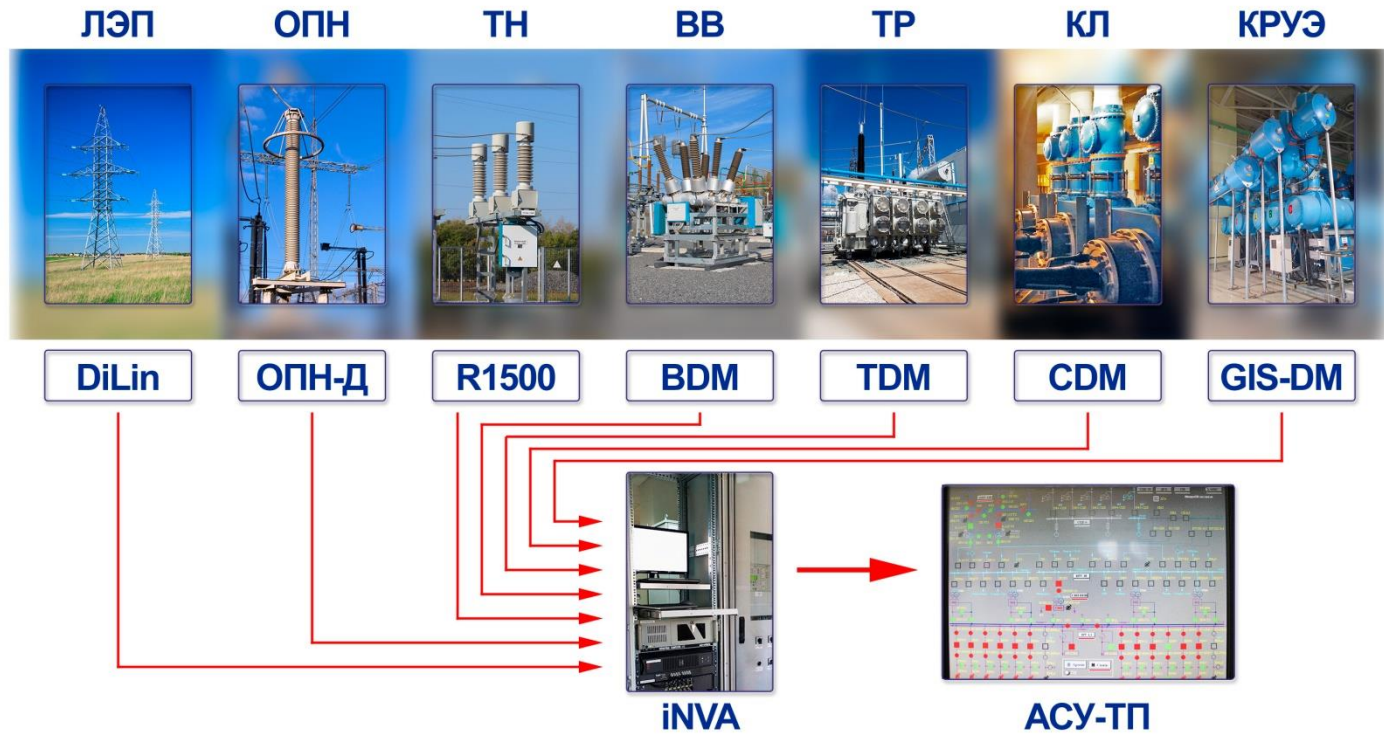 ЛЭП ОПН ТН ВВ ТР КЛ КРУЭ
DiLin ОПН-Д R1500 BDM TDM CDM GIS-DM
iNVA АСУ-ТП